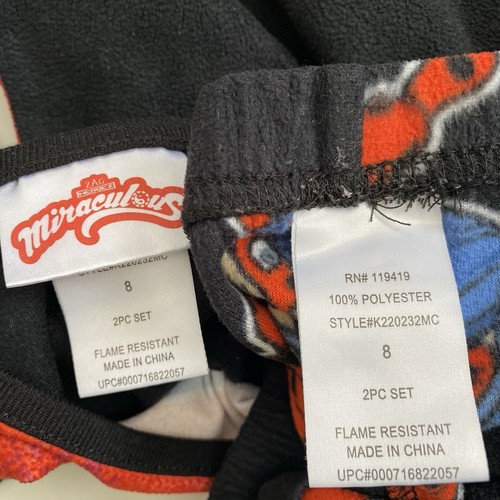 ZAG
HEROEZ
Miraculous
STYLE#K220232MC
8
2PC SET
FLAME RESISTANT
MADE IN CHINA
UPC#000716822057
RN# 119419
100% POLYESTER
STYLE#K220232MC
8
2PC SET
FLAME RESISTANT
MADE IN CHINA
UPC#000716822057